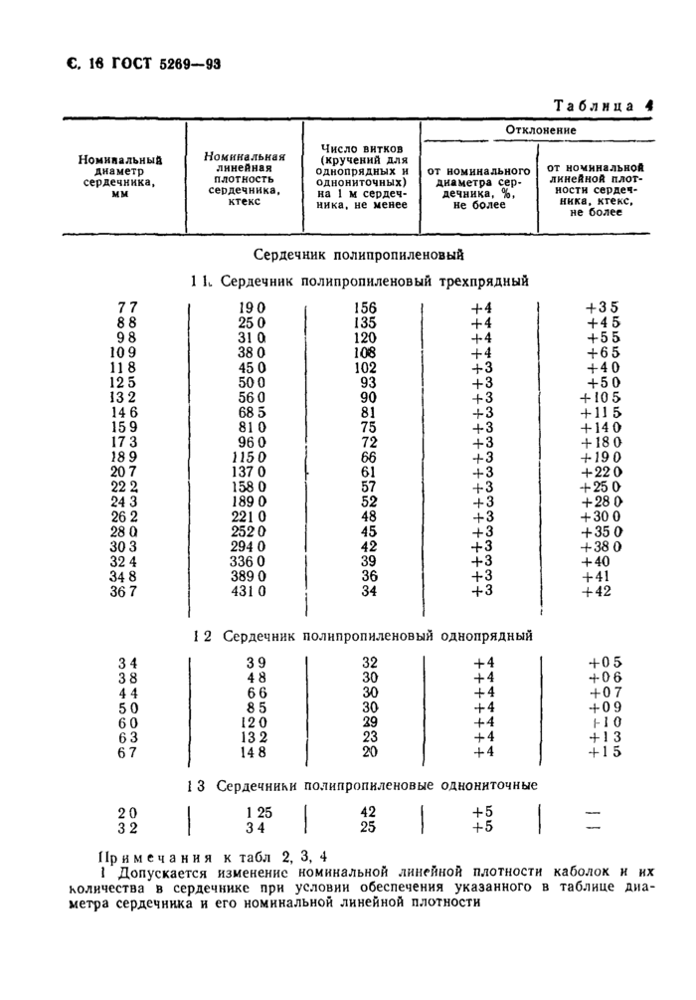 С. 16 ГОСТ 5269—93
Таблица 4
Номинальный диаметр сердечника, мм
Номинальная линейная плотность сердечника, ктекс
Число витков (кручений для однопрядных и однониточных) на 1 м сердечника, не менее
Отклонение
от номинального диаметра сердечника, %, не более
от номинальной линейной плотности сердечника, ктекс, не более
Сердечник полипропиленовый
1 1. Сердечник полипропиленовый трехпрядный
7 7 19 0 156 +4 +3 5
8 8 25 0 135 +4 +4 5
9 8 31 0 120 +4 +5 5
10 9 38 0 108 +4 +6 5
11 8 45 0 102 +3 +4 0
12 5 50 0 93 +3 +5 0
13 2 56 0 90 +3 +10 5
14 6 68 5 81 +3 +11 5
15 9 81 0 75 +3 +14 0
17 3 96 0 72 +3 +18 0
18 9 115 0 66 +3 +19 0
20 7 137 0 61 +3 +22 0
22 2 158 0 57 +3 +25 0
24 3 189 0 52 +3 +28 0
26 2 221 0 48 +3 +30 0
28 0 252 0 45 +3 +35 0
30 3 294 0 42 +3 +38 0
32 4 336 0 39 +3 +40
34 8 389 0 36 +3 +41
36 7 431 0 34 +3 +42
1 2 Сердечник полипропиленовый однопрядный
3 4 3 9 32 +4 +0 5
3 8 4 8 30 +4 +0 6
4 4 6 6 30 +4 +0 7
5 0 8 5 30 +4 +0 9
6 0 12 0 29 +4 +1 0
6 3 13 2 23 +4 +1 3
6 7 14 8 20 +4 +1 5
1 3 Сердечники полипропиленовые однониточные
2 0 1 25 42 +5 —
3 2 3 4 25 +5 —
Примечания к табл 2, 3, 4
1 Допускается изменение номинальной линейной плотности каболок и их
количества в сердечнике при условии обеспечения указанного в таблице диа-
метра сердечника и его номинальной линейной плотности